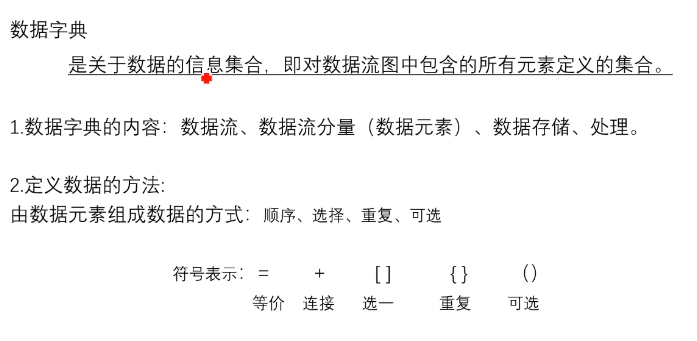 数据字典
是关于数据的信息集合，即对数据流图中包含的所有元素定义的集合。
1.数据字典的内容：数据流、数据流分量（数据元素）、数据存储、处理。
2.定义数据的方法:
由数据元素组成数据的方式：顺序、选择、重复、可选
符号表示： = + [ ] { } （）
等价 连接 选一 重复 可选